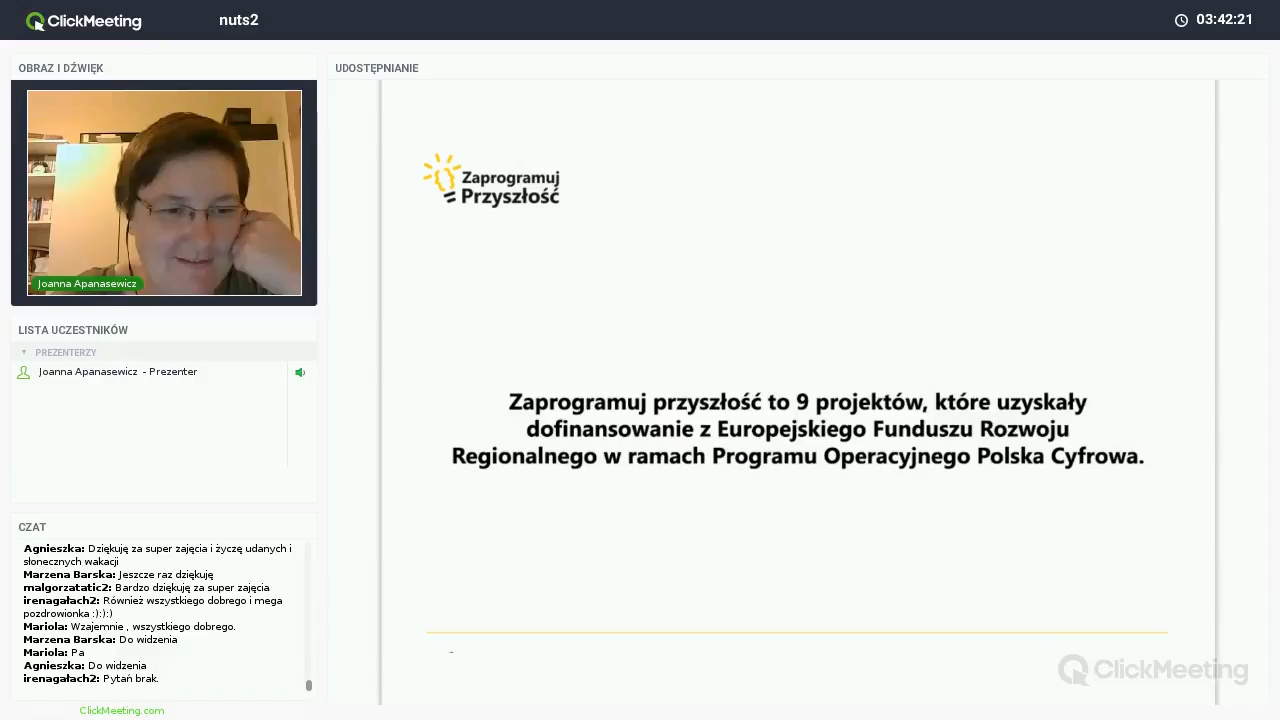 ClickMeeting
nuts2
03:42:21
OBRAZ I DŹWIĘK
UDOSTĘPNIANIE
Joanna Apanasewicz
Zaprogramuj
Przyszłość
LISTA UCZESTNIKÓW
PREZENTERZY
Joanna Apanasewicz - Prezenter
Zaprogramuj przyszłość to 9 projektów, które uzyskały
dofinansowanie z Europejskiego Funduszu Rozwoju
Regionalnego w ramach Programu Operacyjnego Polska Cyfrowa.
CZAT
Agnieszka: Dziękuję za super zajęcia i życzę udanych i
słonecznych wakacji
Marzena Barska: Jeszcze raz dziękuję
malgorzatatic2: Bardzo dziękuję za super zajęcia
irenagałach2: Również wszystkiego dobrego i mega
pozdrowionka :):):)
Mariola: Wzajemnie , wszystkiego dobrego.
Marzena Barska: Do widzenia
Mariola: Pa
Agnieszka: Do widzenia
irenagałach2: Pytań brak.
ClickMeeting
ClickMeeting.com